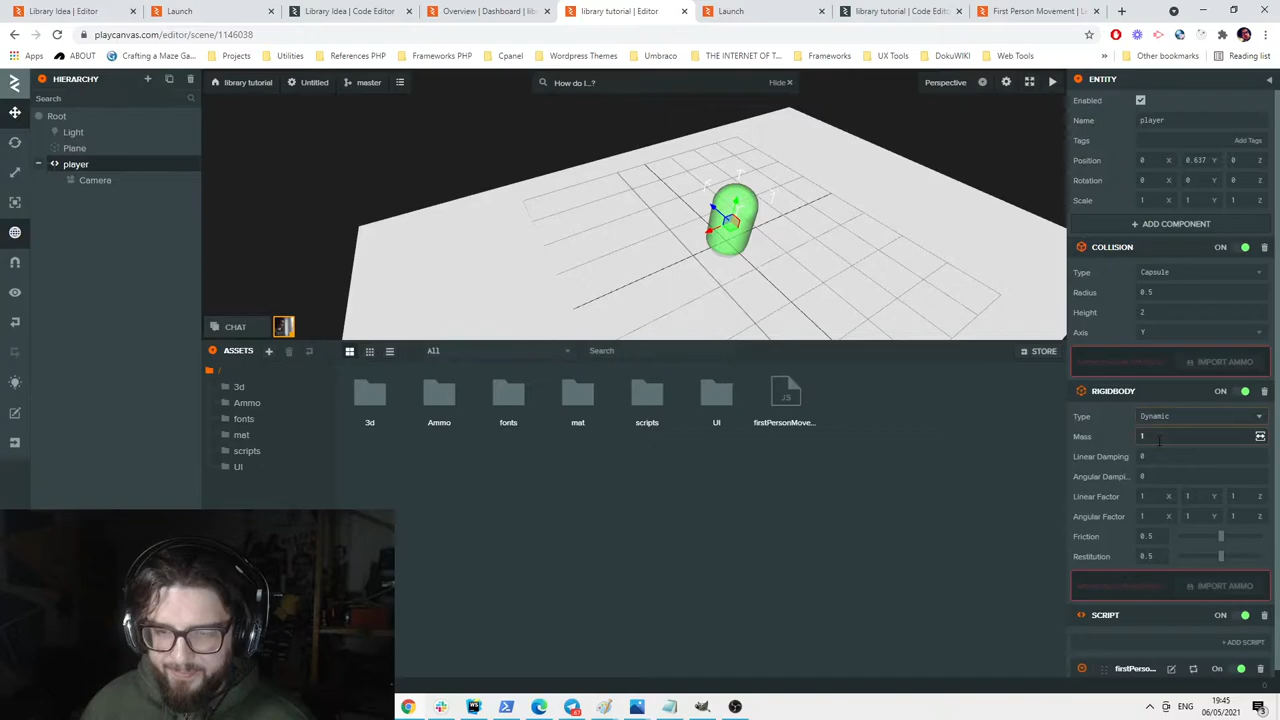 Library Idea | Editor
Launch
Library Idea | Code Editor
Overview | Dashboard | lib
library tutorial | Editor
Launch
library tutorial | Code Edit
First Person Movement | Le
playcanvas.com/editor/scene/1146038
Apps
ABOUT
Crafting a Maze Ga...
Projects
Utilities
References PHP
Frameworks PHP
Cpanel
Wordpress Themes
Umbraco
THE INTERNET OF T...
Frameworks
UX Tools
DokuWIKI
Web Tools
Other bookmarks
Reading list
HIERARCHY
Search
Root
Light
Plane
player
Camera
library tutorial
Untitled
master
How do I...?
Hide
Perspective
CHAT
ASSETS
All
Search
STORE
/
3d
Ammo
fonts
mat
scripts
UI
3d
Ammo
fonts
mat
scripts
UI
JS
firstPersonMove...
ENTITY
Enabled
Name player
Tags Add Tags
Position 0 X 0.637 Y 0 Z
Rotation 0 X 0 Y 0 Z
Scale 1 X 1 Y 1 Z
+ ADD COMPONENT
COLLISION ON
Type Capsule
Radius 0.5
Height 2
Axis Y
IMPORT AMMO
RIGIDBODY ON
Type Dynamic
Mass 1
Linear Damping 0
Angular Dampi... 0
Linear Factor 1 X 1 Y 1 Z
Angular Factor 1 X 1 Y 1 Z
Friction 0.5
Restitution 0.5
IMPORT AMMO
SCRIPT ON
+ ADD SCRIPT
firstPerso... On
0
ENG
19:45
06/05/2021